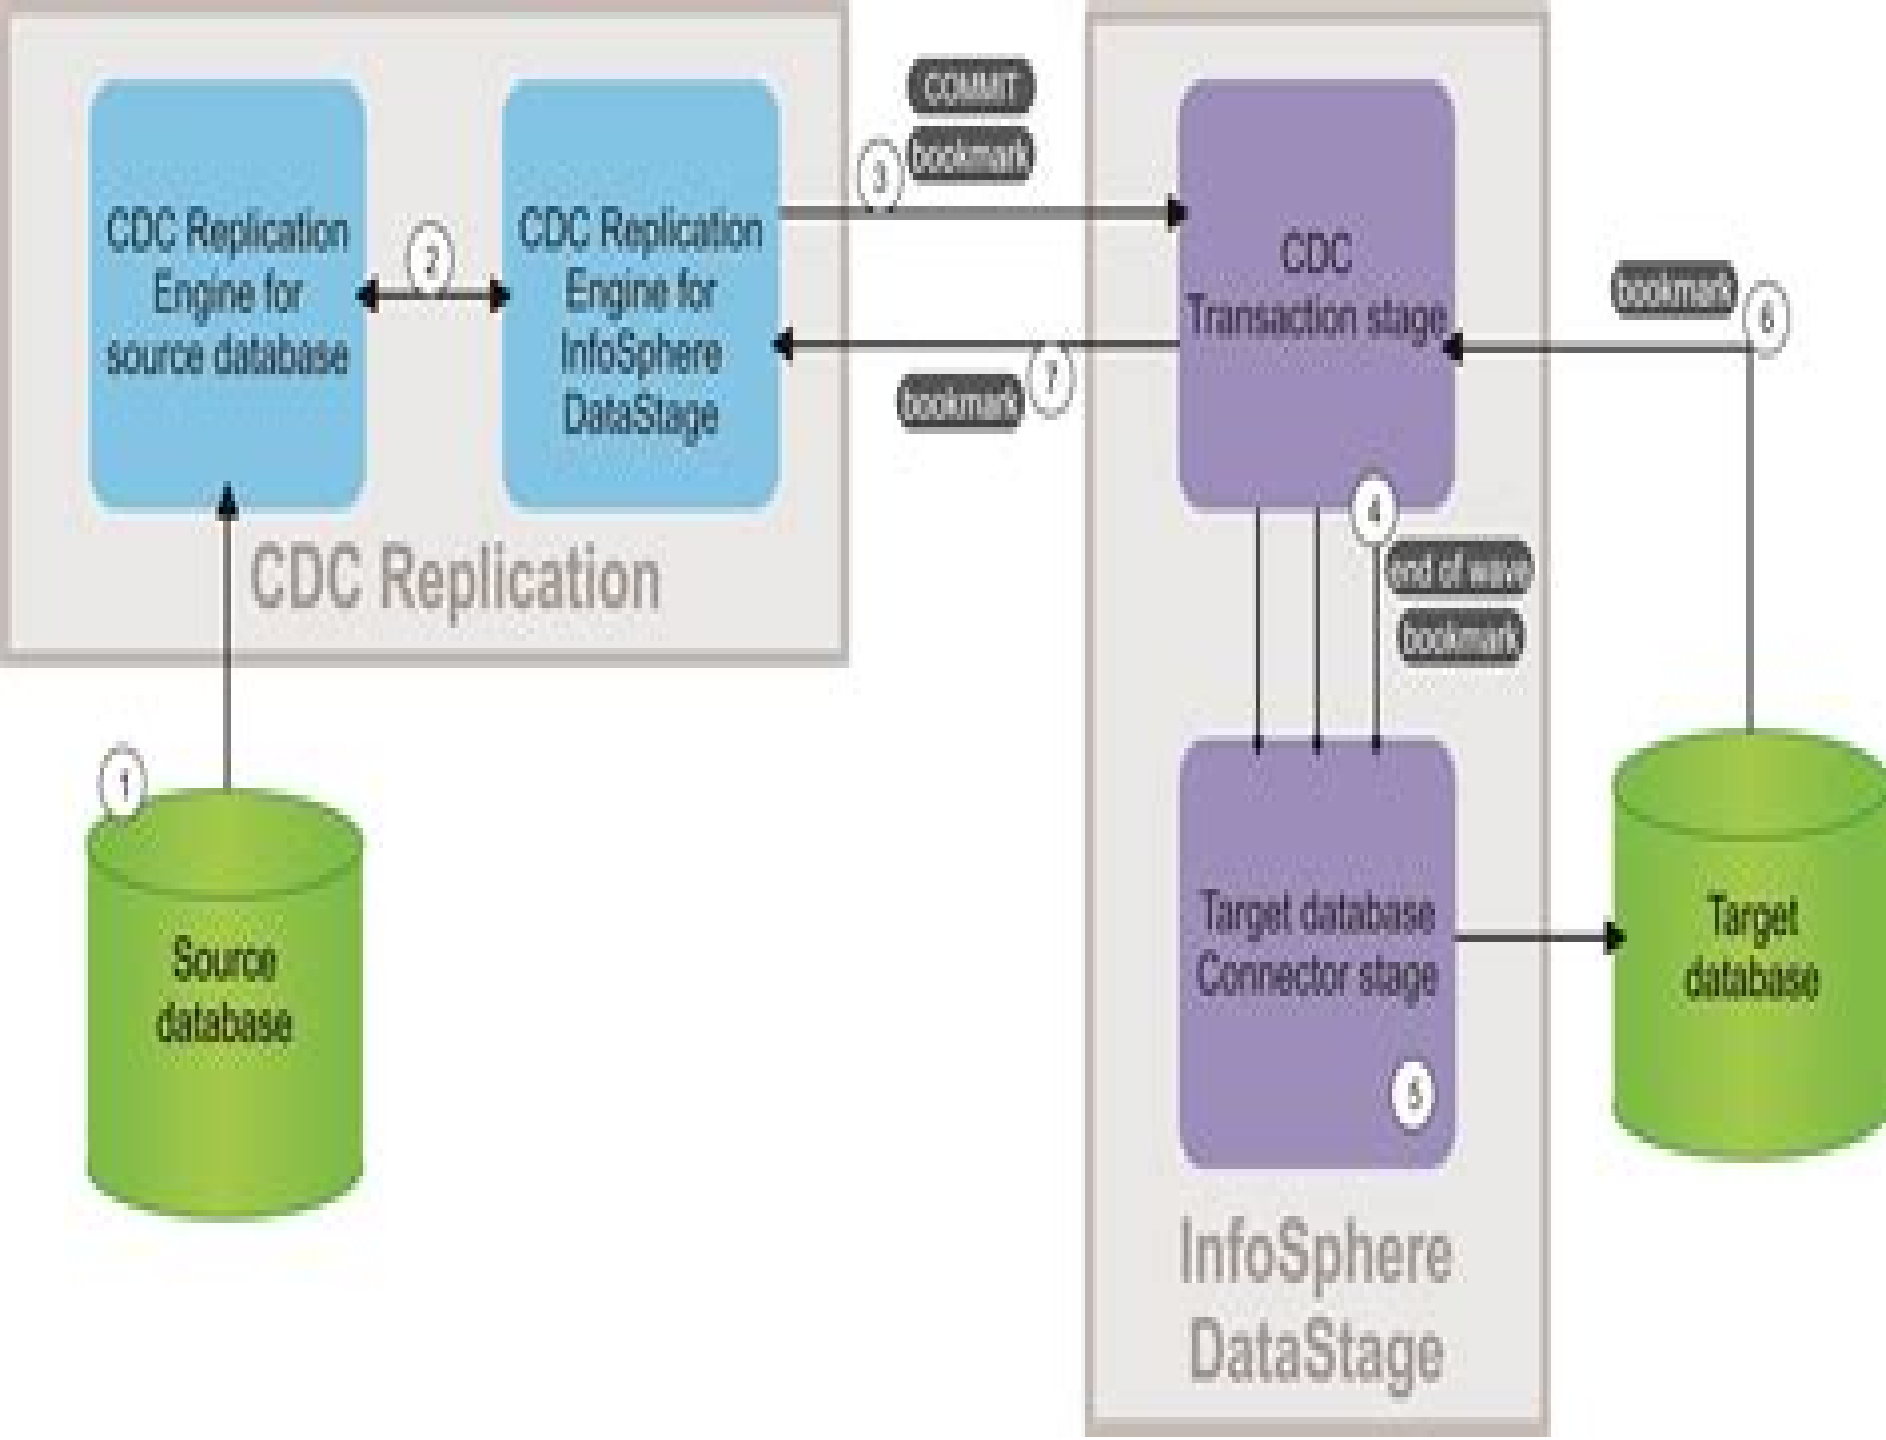 COMMIT
bookmark
3
CDC Replication
Engine for
source database
2
CDC Replication
Engine for
InfoSphere
DataStage
CDC
Transaction stage
bookmark
6
7
bookmark
4
end of wave
bookmark
CDC Replication
1
Source
database
Target database
Connector stage
5
Target
database
InfoSphere
DataStage